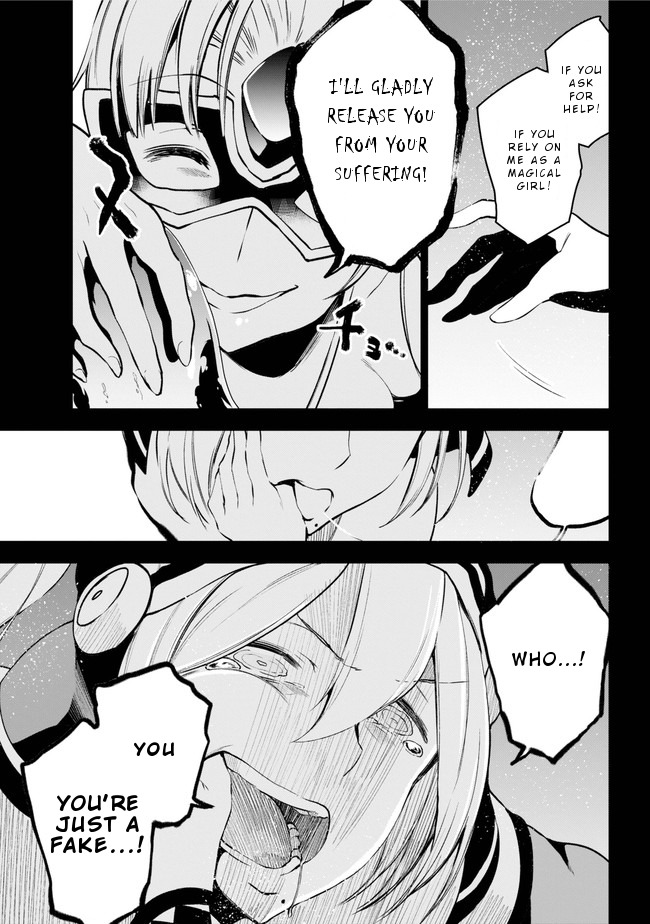 IF YOU
ASK
FOR
HELP!
IF YOU
RELY ON
ME AS A
MAGICAL
GIRL!
I'LL GLADLY
RELEASE YOU
FROM YOUR
SUFFERING!
チョ…
WHO...!
YOU
YOU'RE
JUST A
FAKE...!